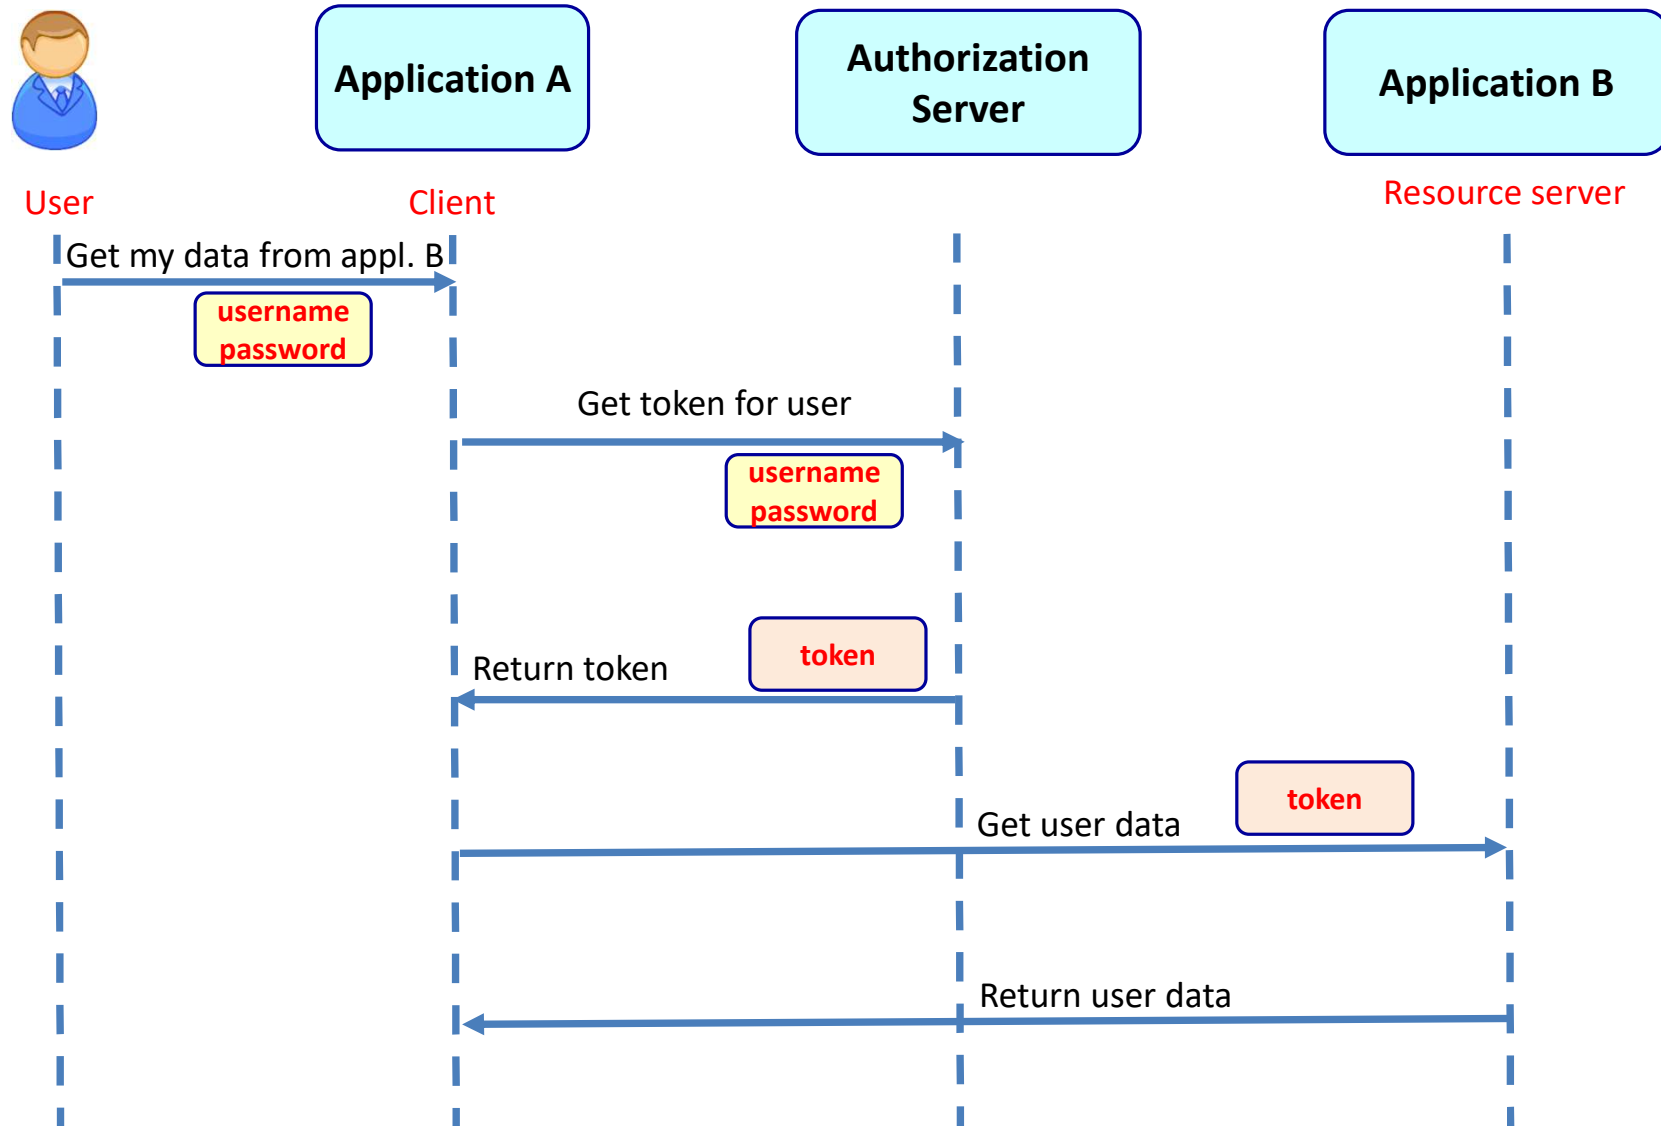 Application A
Authorization
Server
Application B
User
Client
Resource server
Get my data from appl. B
username
password
Get token for user
username
password
token
Return token
token
Get user data
Return user data